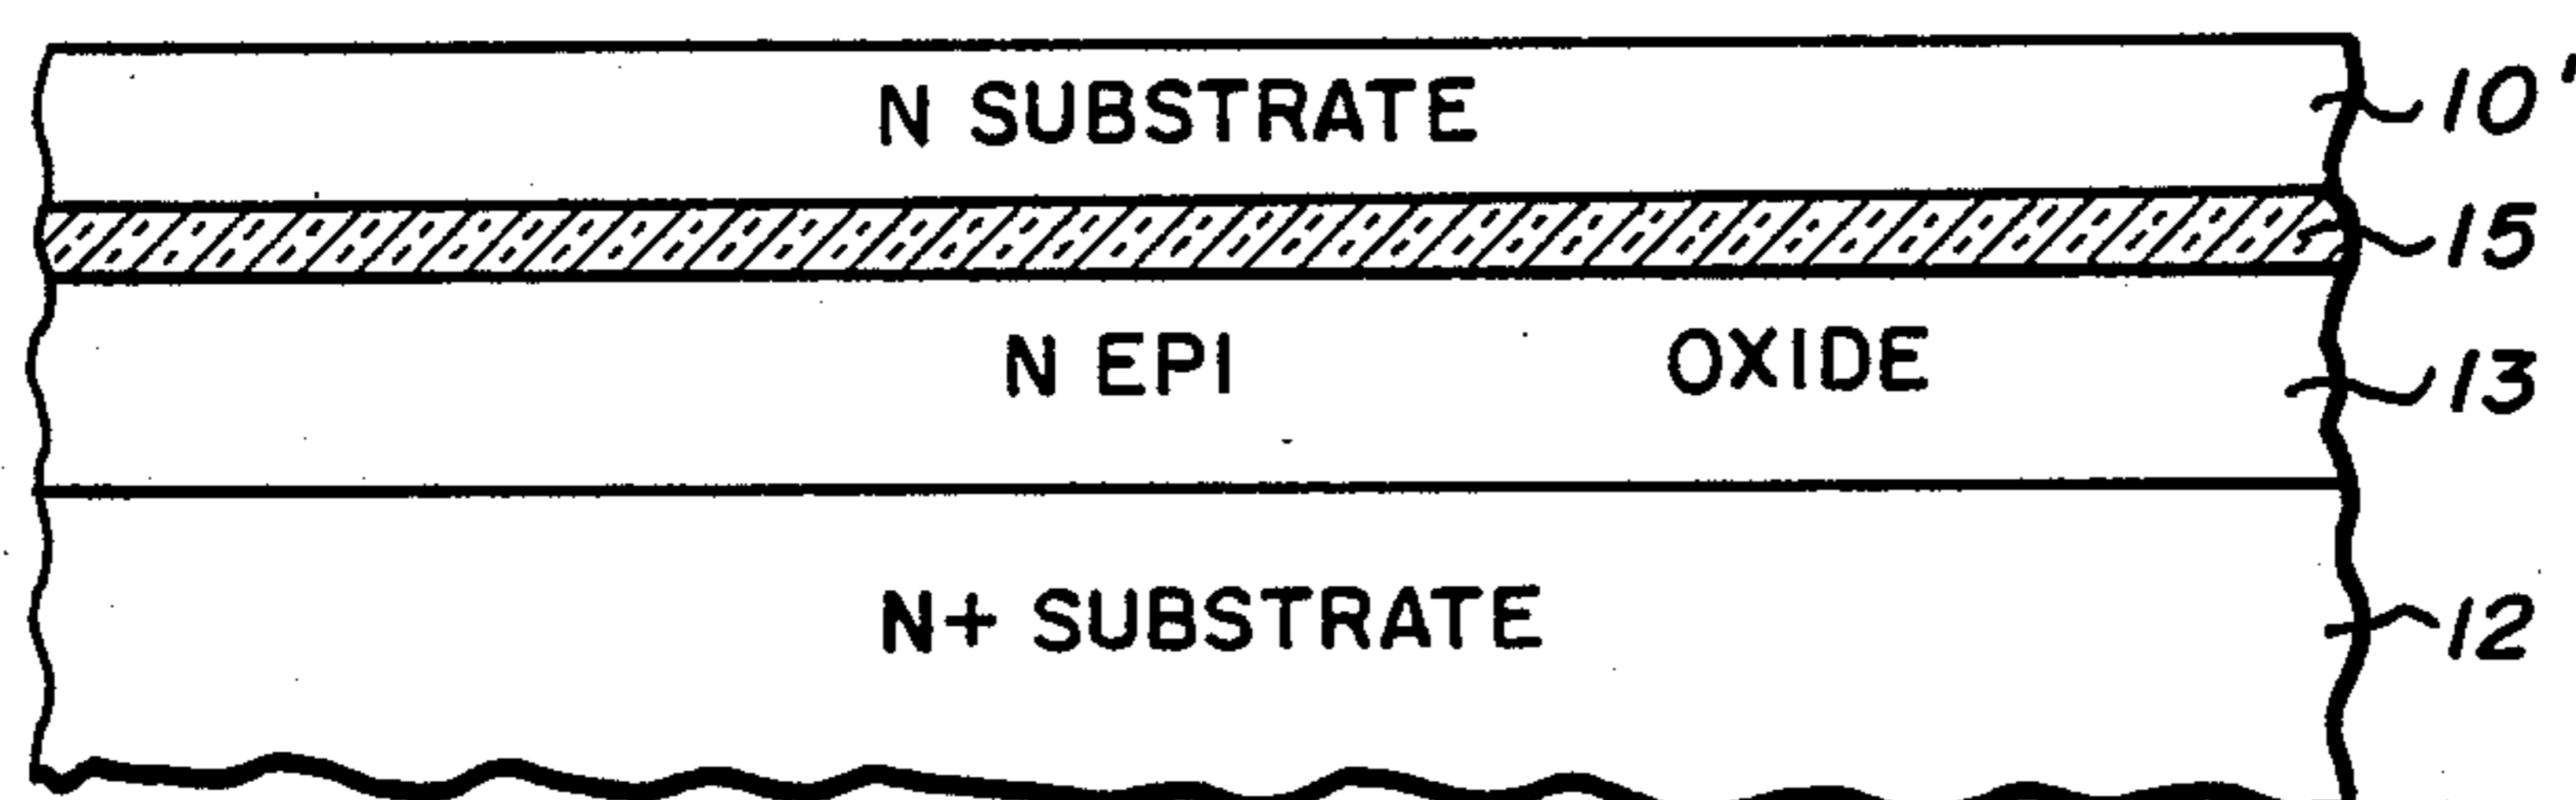 N SUBSTRATE 10'
15
N EPI OXIDE 13
N+ SUBSTRATE 12